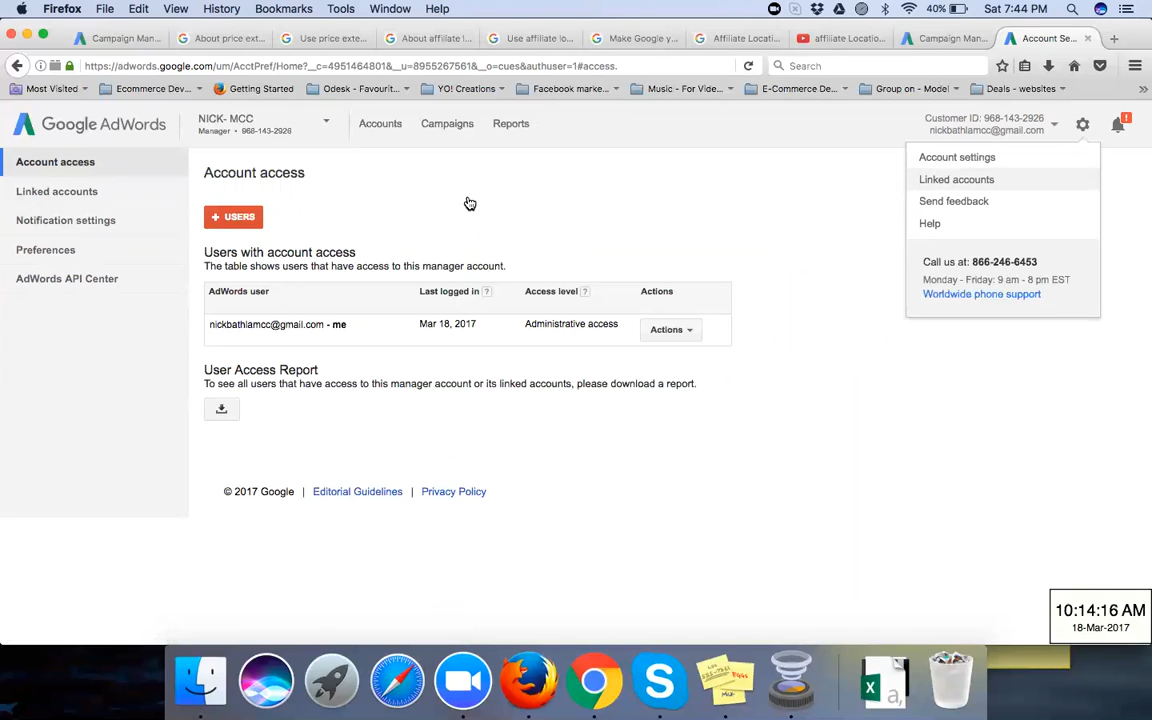 Firefox File Edit View History Bookmarks Tools Window Help 40% Sat 7:44 PM
Campaign Man... About price ext... Use price exten... About affiliate l... Use affiliate lo... Make Google y... Affiliate Locati... affiliate Locatio... Campaign Man... Account Se...
https://adwords.google.com/um/AcctPref/Home?__c=4951464801&__u=8955267561&__o=cues&authuser=1#access. Search
Most Visited Ecommerce Dev... Getting Started Odesk - Favourit... YO! Creations Facebook marke... Music - For Vide... E-Commerce De... Group on - Model Deals - websites
Google AdWords
NICK- MCC
Manager • 968-143-2926
Accounts Campaigns Reports
Customer ID: 968-143-2926
nickbathlamcc@gmail.com
Account settings
Linked accounts
Send feedback
Help
Call us at: 866-246-6453
Monday - Friday: 9 am - 8 pm EST
Worldwide phone support
Account access
Linked accounts
Notification settings
Preferences
AdWords API Center
Account access
+ USERS
Users with account access
The table shows users that have access to this manager account.
AdWords user Last logged in ? Access level ? Actions
nickbathlamcc@gmail.com - me Mar 18, 2017 Administrative access Actions
User Access Report
To see all users that have access to this manager account or its linked accounts, please download a report.
© 2017 Google | Editorial Guidelines | Privacy Policy
10:14:16 AM
18-Mar-2017